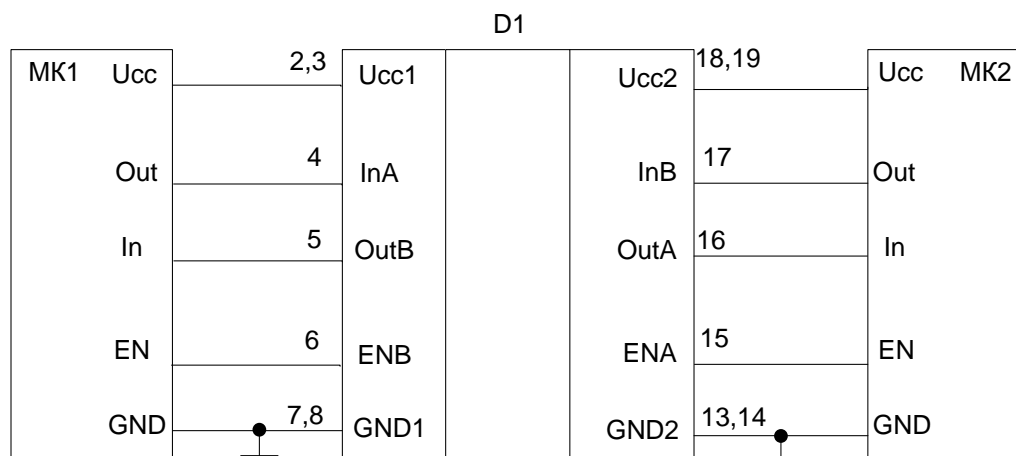 D1
МК1 Ucc 2,3 Ucc1 Ucc2 18,19 Ucc МК2
Out 4 InA InB 17 Out
In 5 OutB OutA 16 In
EN 6 ENB ENA 15 EN
GND 7,8 GND1 GND2 13,14 GND